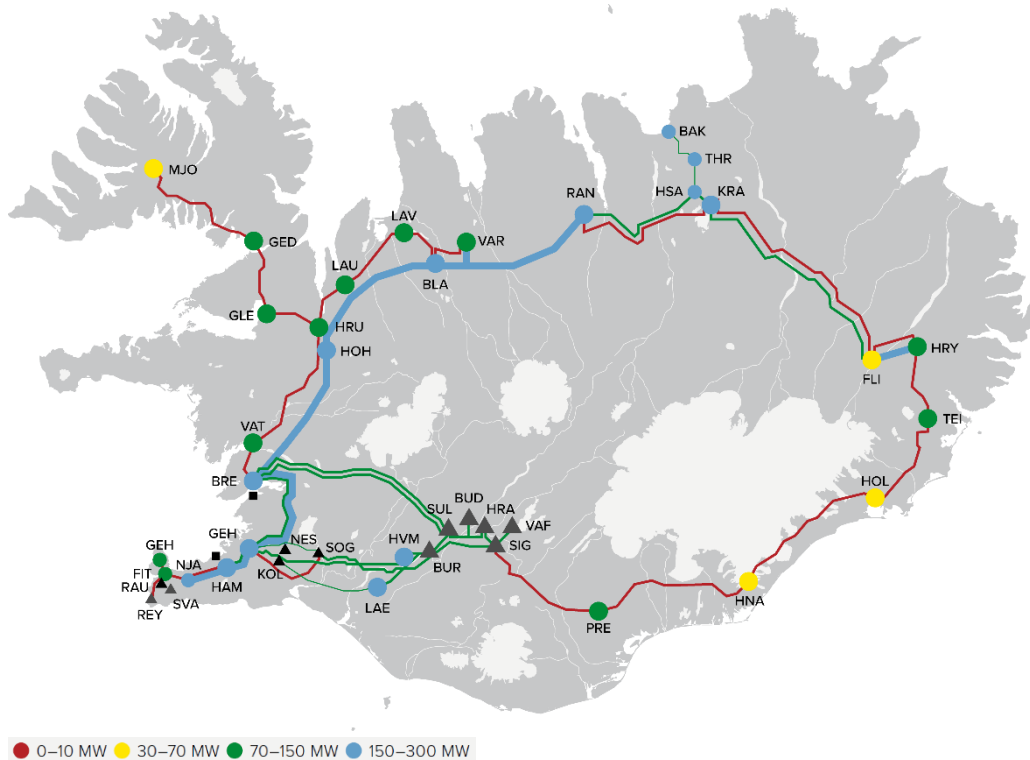 BAK
THR
MJO
HSA
KRA
RAN
LAV
GED
VAR
LAU
BLA
GLE
HRU
HRY
HOH
FLI
TEI
VAT
HOL
BRE
BUD
SUL
HRA
VAF
GEH
NES
HVM
SIG
SOG
GEH
BUR
FIT
NJA
KOL
RAU
HAM
HNA
SVA
LAE
REY
PRE
0–10 MW
30–70 MW
70–150 MW
150–300 MW